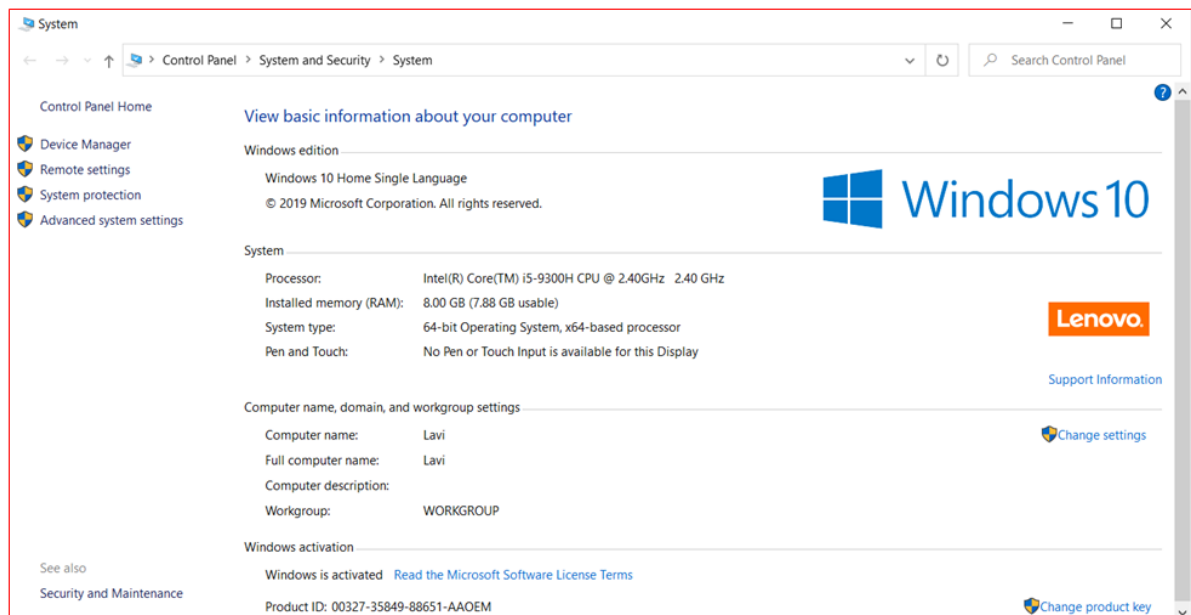 System
Control Panel > System and Security > System
Search Control Panel
Control Panel Home
Device Manager
Remote settings
System protection
Advanced system settings
See also
Security and Maintenance
?
View basic information about your computer
Windows edition
Windows 10 Home Single Language
© 2019 Microsoft Corporation. All rights reserved.
Windows 10
System
Processor: Intel(R) Core(TM) i5-9300H CPU @ 2.40GHz 2.40 GHz
Installed memory (RAM): 8.00 GB (7.88 GB usable)
System type: 64-bit Operating System, x64-based processor
Pen and Touch: No Pen or Touch Input is available for this Display
Lenovo.
Support Information
Computer name, domain, and workgroup settings
Computer name: Lavi
Change settings
Full computer name: Lavi
Computer description:
Workgroup: WORKGROUP
Windows activation
Windows is activated Read the Microsoft Software License Terms
Product ID: 00327-35849-88651-AAOEM
Change product key